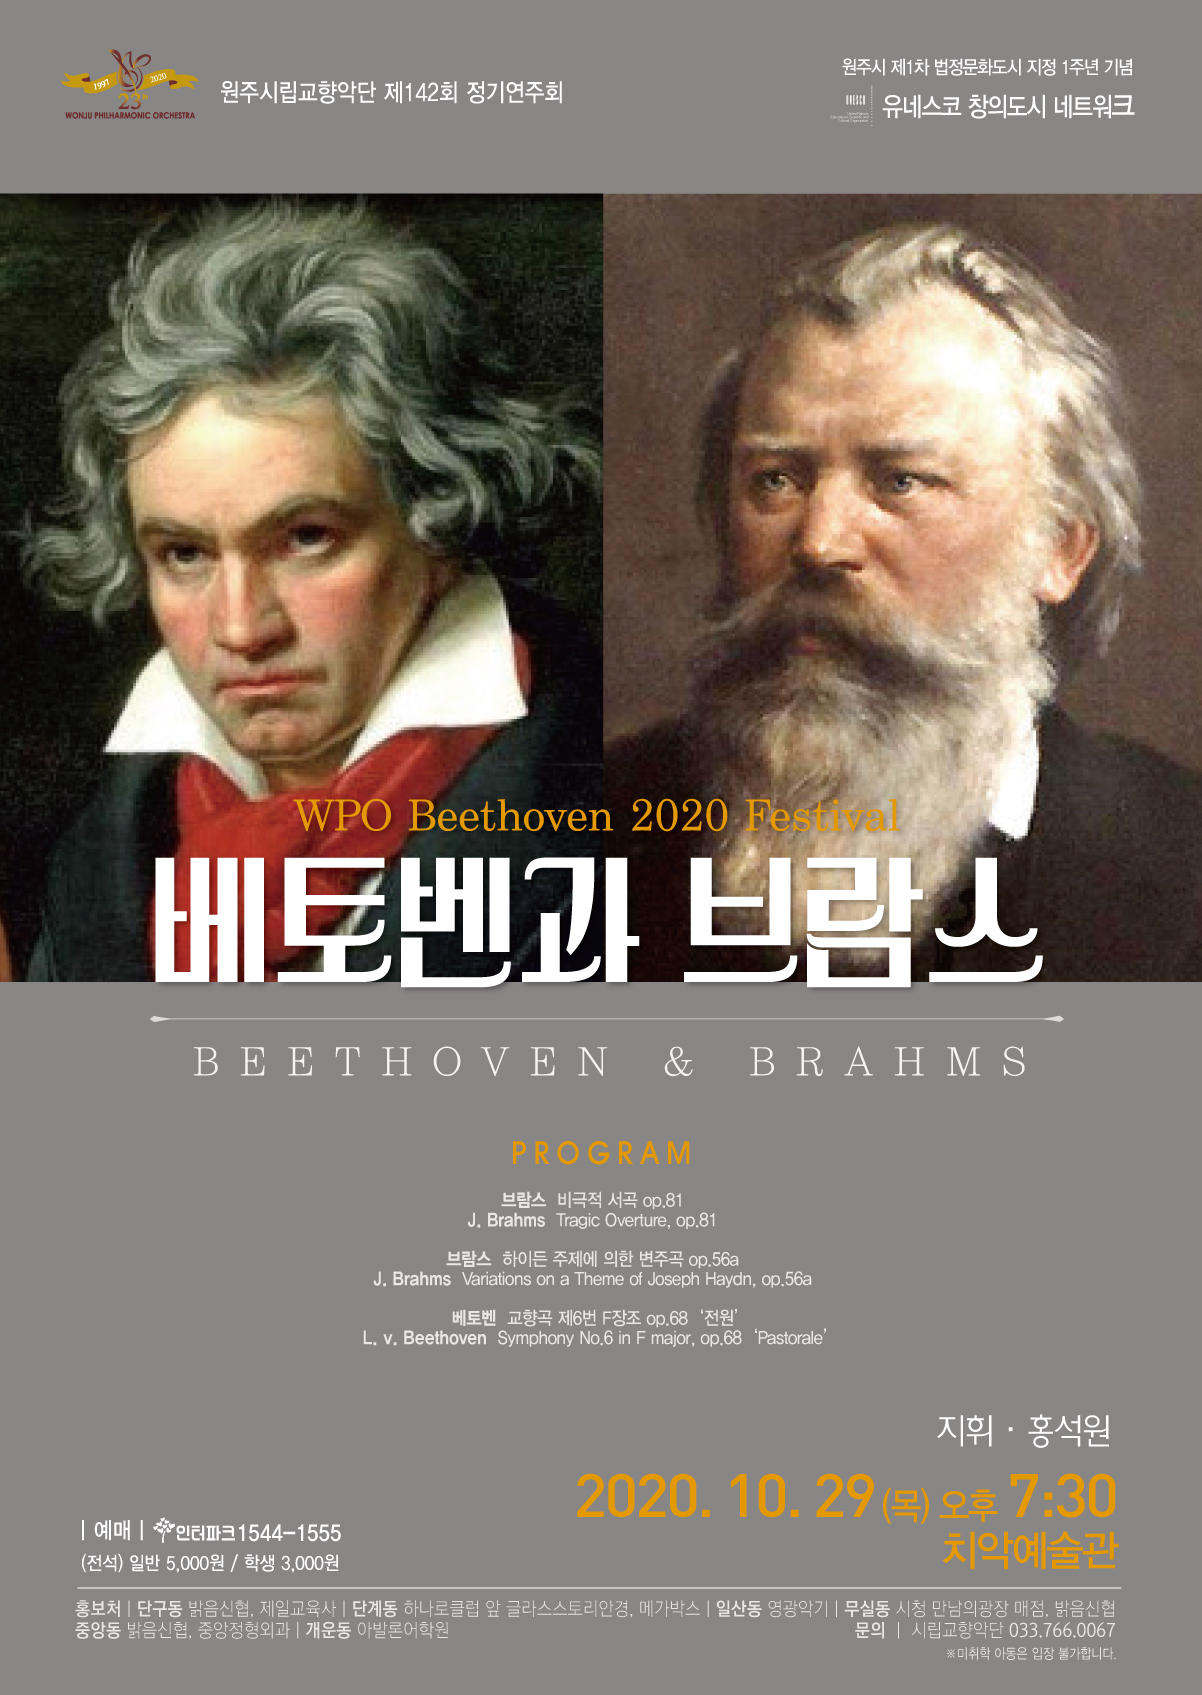 1997 2020
23
WONJU PHILHARMONIC ORCHESTRA
원주시립교향악단 제142회 정기연주회
원주시 제1차 법정문화도시 지정 1주년 기념
유네스코 창의도시 네트워크
WPO Beethoven 2020 Festival
베토벤과 브람스
BEETHOVEN & BRAHMS
PROGRAM
브람스 비극적 서곡 op.81
J. Brahms Tragic Overture, op.81
브람스 하이든 주제에 의한 변주곡 op.56a
J. Brahms Variations on a Theme of Joseph Haydn, op.56a
베토벤 교향곡 제6번 F장조 op.68 ‘전원’
L. v. Beethoven Symphony No.6 in F major, op.68 ‘Pastorale’
지휘 · 홍석원
2020. 10. 29 (목) 오후 7:30
치악예술관
| 예매 | 인터파크 1544-1555
(전석) 일반 5,000원 / 학생 3,000원
홍보처 | 단구동 밝음신협, 제일교육사 | 단계동 하나로클럽 앞 글라스스토리안경, 메가박스 | 일산동 영광악기 | 무실동 시청 만남의광장 매점, 밝음신협
중앙동 밝음신협, 중앙정형외과 | 개운동 아발론어학원
문의 | 시립교향악단 033.766.0067
※미취학 아동은 입장 불가합니다.